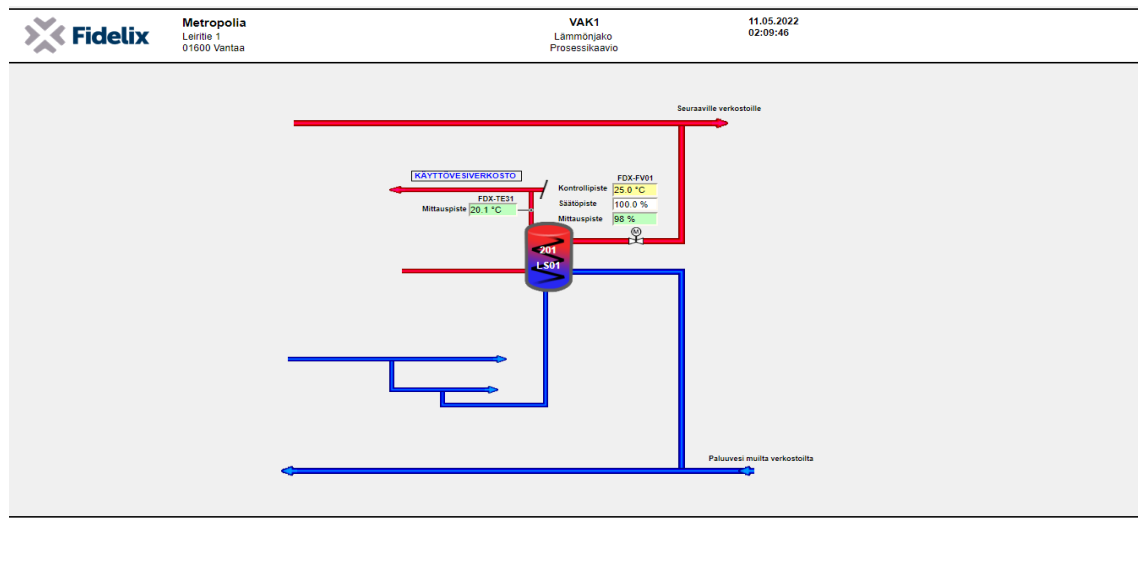 Fidelix
Metropolia
Leiritie 1
01600 Vantaa
VAK1
Lämmönjako
Prosessikaavio
11.05.2022
02:09:46
Seuraaville verkostoille
KÄYTTÖVESIVERKOSTO
FDX-TE31
Mittauspiste 20.1 °C
FDX-FV01
Kontrollipiste 25.0 °C
Säätöpiste 100.0 %
Mittauspiste 98 %
M
201
LS01
Paluuvesi muilta verkostoilta